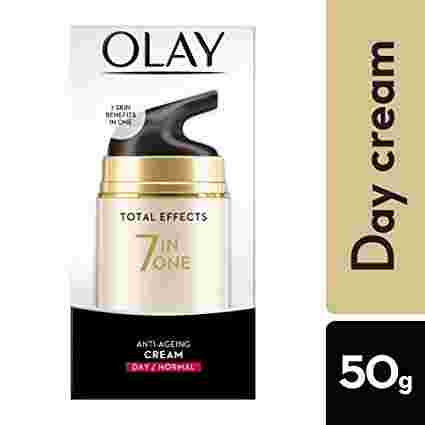 OLAY
7 SKIN
BENEFITS
IN ONE
TOTAL EFFECTS
7 IN
ONE
ANTI-AGEING
CREAM
DAY / NORMAL
Day cream
50g